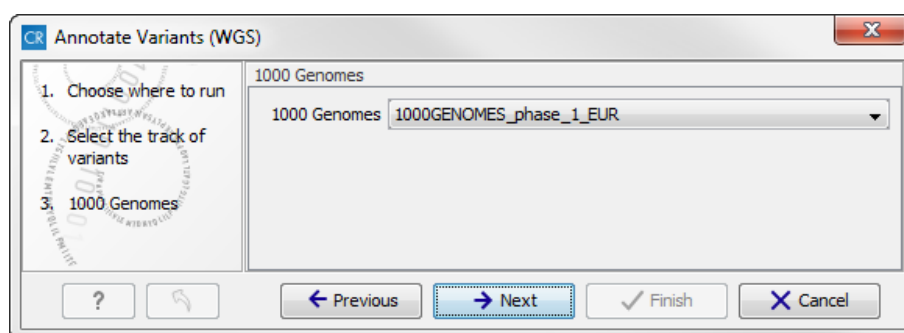 CR Annotate Variants (WGS)
1. Choose where to run
2. Select the track of
variants
3. 1000 Genomes
1000 Genomes
1000 Genomes 1000GENOMES_phase_1_EUR
?
Previous
Next
Finish
Cancel